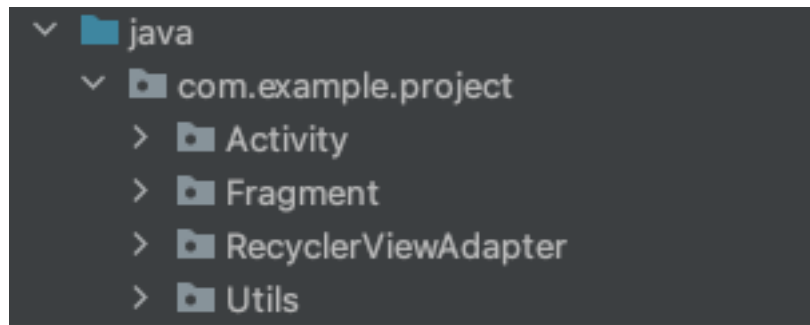 java
com.example.project
Activity
Fragment
RecyclerViewAdapter
Utils